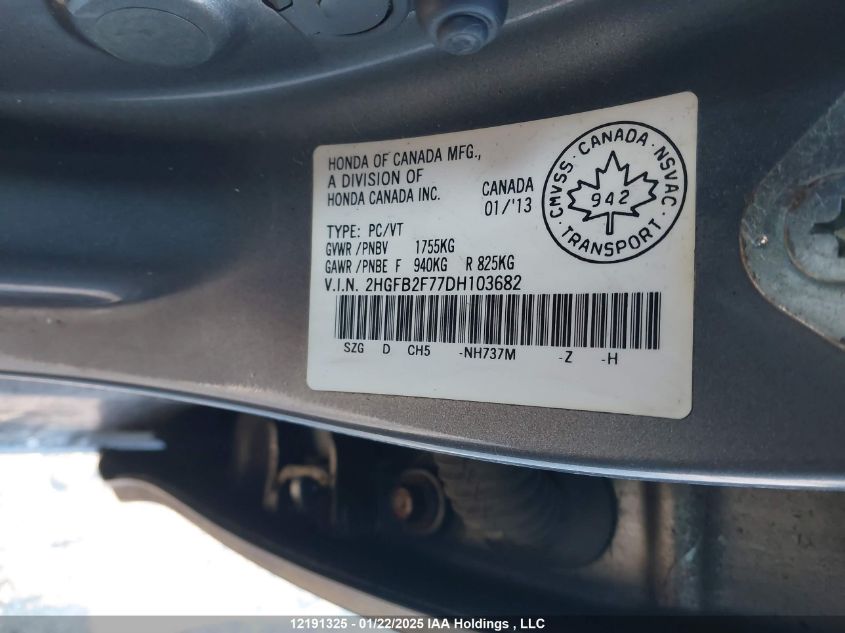 HONDA OF CANADA MFG.,
A DIVISION OF
HONDA CANADA INC.
CANADA
01/'13
CMVSS · CANADA · NSVAC
942
· TRANSPORT ·
TYPE: PC/VT
GVWR /PNBV 1755KG
GAWR /PNBE F 940KG R 825KG
V.I.N. 2HGFB2F77DH103682
SZG D CH5 -NH737M -Z -H
12191325 - 01/22/2025 IAA Holdings , LLC